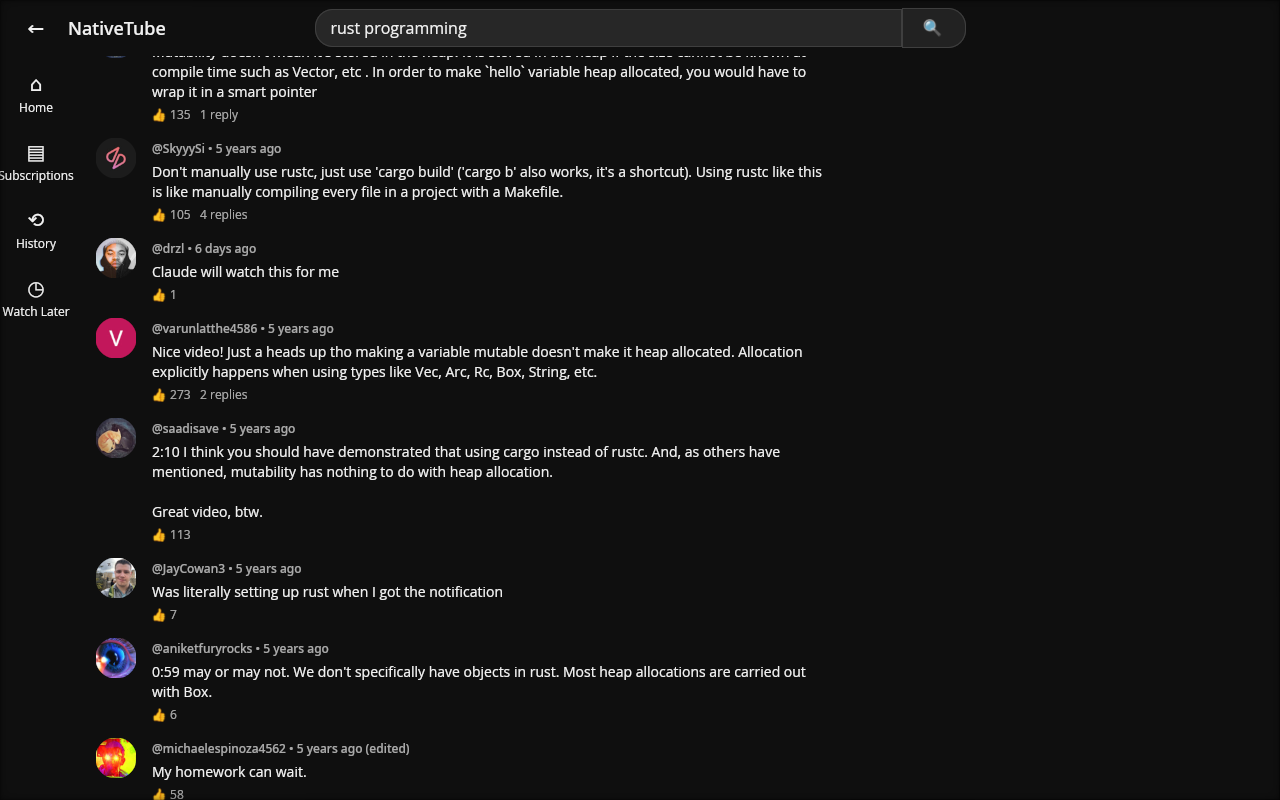 ← NativeTube
rust programming
Home
Subscriptions
History
Watch Later
compile time such as Vector, etc . In order to make `hello` variable heap allocated, you would have to
wrap it in a smart pointer
135 1 reply
@SkyyySi • 5 years ago
Don't manually use rustc, just use 'cargo build' ('cargo b' also works, it's a shortcut). Using rustc like this
is like manually compiling every file in a project with a Makefile.
105 4 replies
@drzl • 6 days ago
Claude will watch this for me
1
V
@varunlatthe4586 • 5 years ago
Nice video! Just a heads up tho making a variable mutable doesn't make it heap allocated. Allocation
explicitly happens when using types like Vec, Arc, Rc, Box, String, etc.
273 2 replies
@saadisave • 5 years ago
2:10 I think you should have demonstrated that using cargo instead of rustc. And, as others have
mentioned, mutability has nothing to do with heap allocation.
Great video, btw.
113
@JayCowan3 • 5 years ago
Was literally setting up rust when I got the notification
7
@aniketfuryrocks • 5 years ago
0:59 may or may not. We don't specifically have objects in rust. Most heap allocations are carried out
with Box.
6
@michaelespinoza4562 • 5 years ago (edited)
My homework can wait.
58